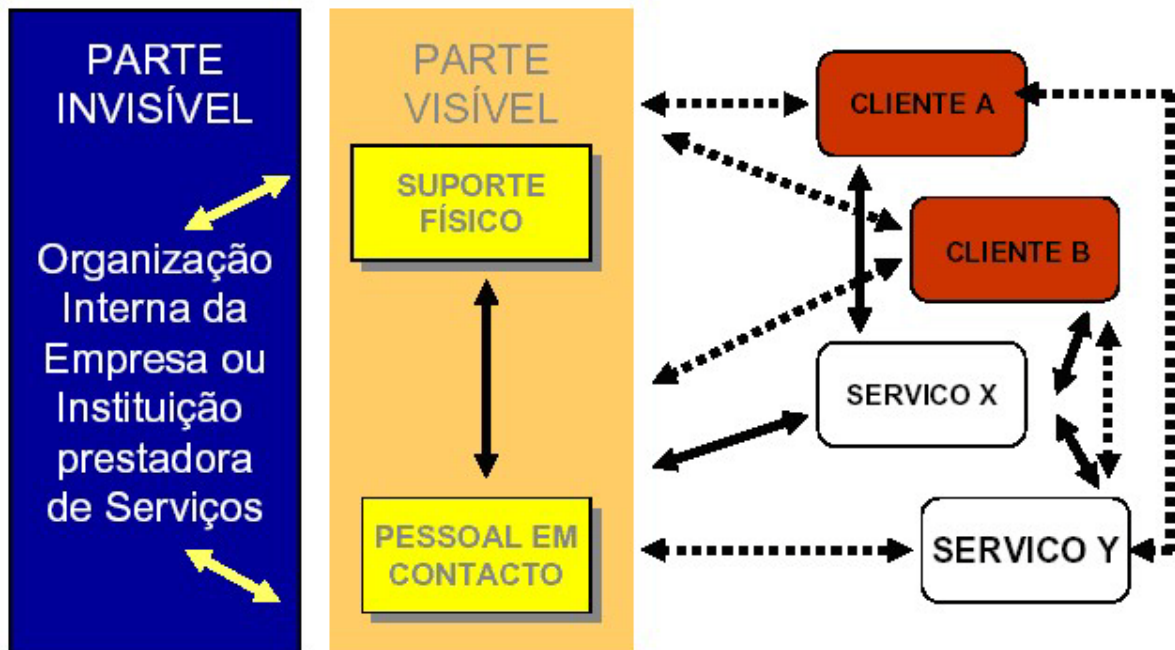 PARTE
INVISÍVEL
Organização
Interna da
Empresa ou
Instituição
prestadora
de Serviços
PARTE
VISÍVEL
SUPORTE
FÍSICO
PESSOAL EM
CONTACTO
CLIENTE A
CLIENTE B
SERVICO X
SERVICO Y